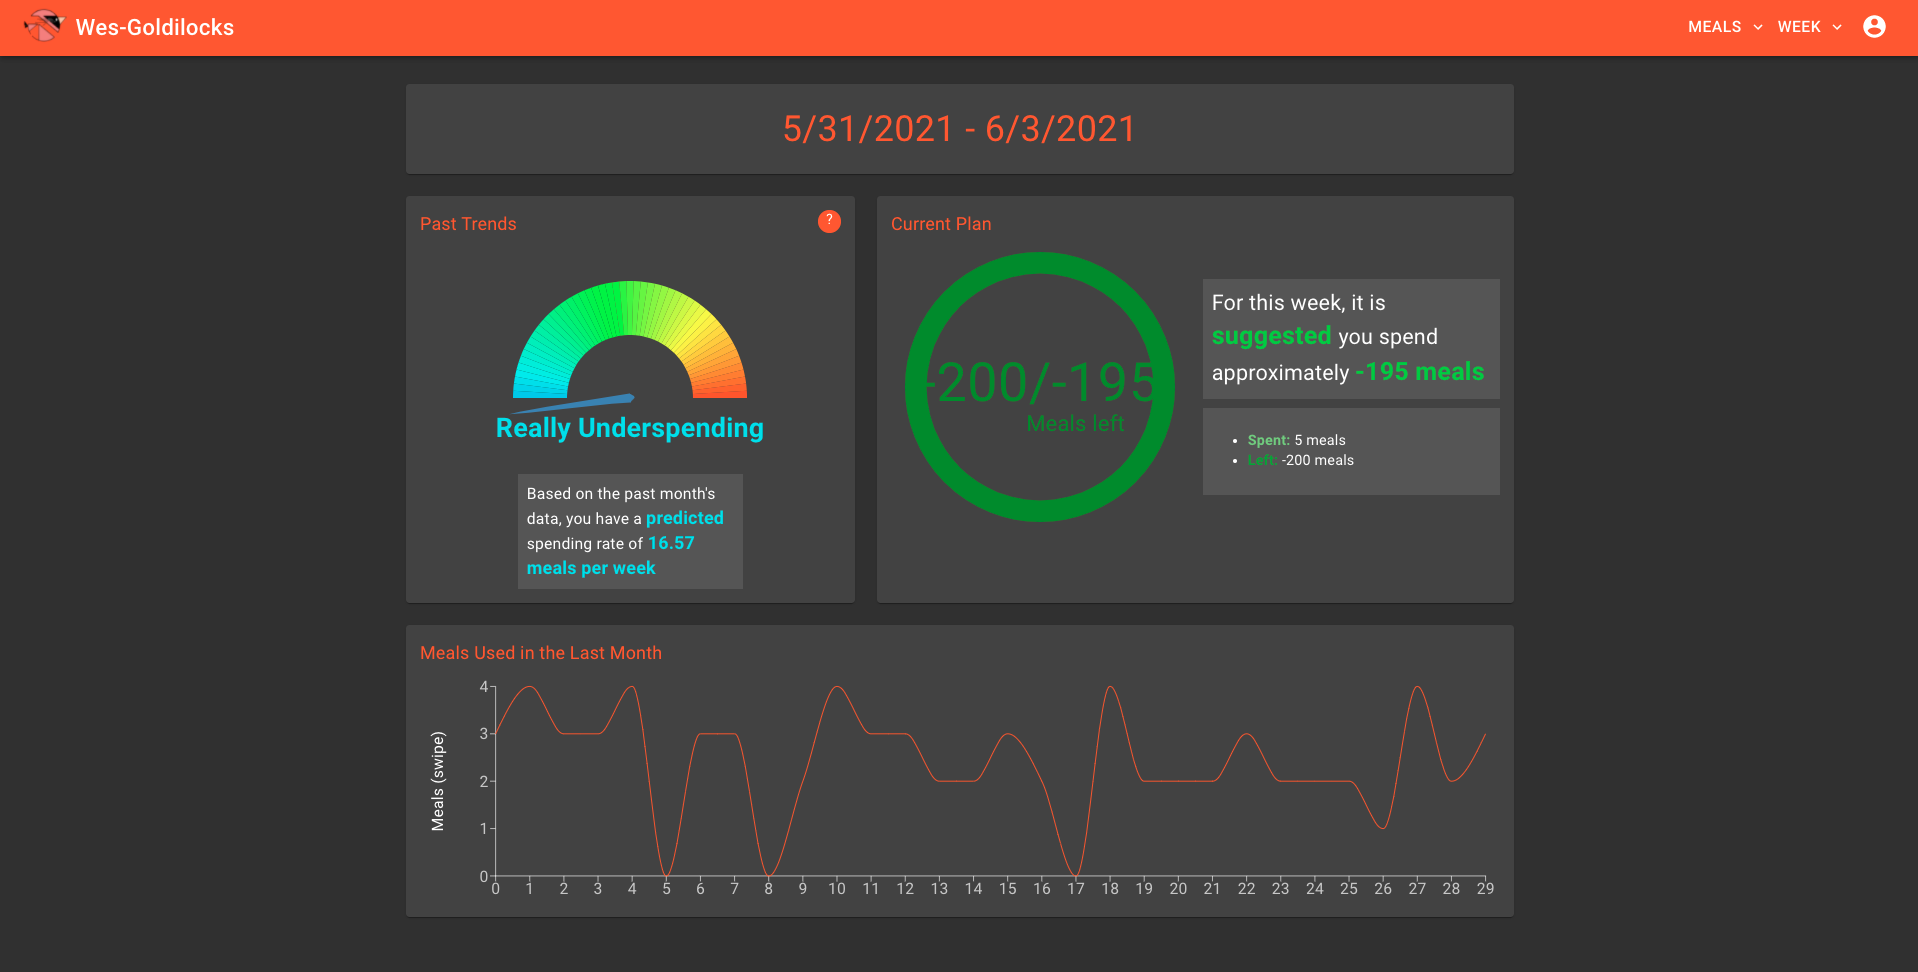 Wes-Goldilocks
MEALS
WEEK
5/31/2021 - 6/3/2021
Past Trends
?
Really Underspending
Based on the past month's
data, you have a predicted
spending rate of 16.57
meals per week
Current Plan
-200/-195
Meals left
For this week, it is
suggested you spend
approximately -195 meals
Spent: 5 meals
Left: -200 meals
Meals Used in the Last Month
Meals (swipe)
4
3
2
1
0
0 1 2 3 4 5 6 7 8 9 10 11 12 13 14 15 16 17 18 19 20 21 22 23 24 25 26 27 28 29